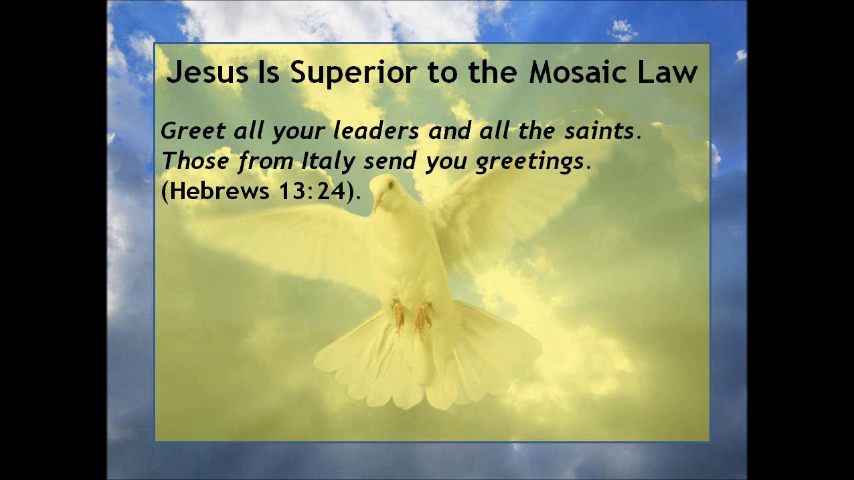 Jesus Is Superior to the Mosaic Law
Greet all your leaders and all the saints.
Those from Italy send you greetings.
(Hebrews 13:24).